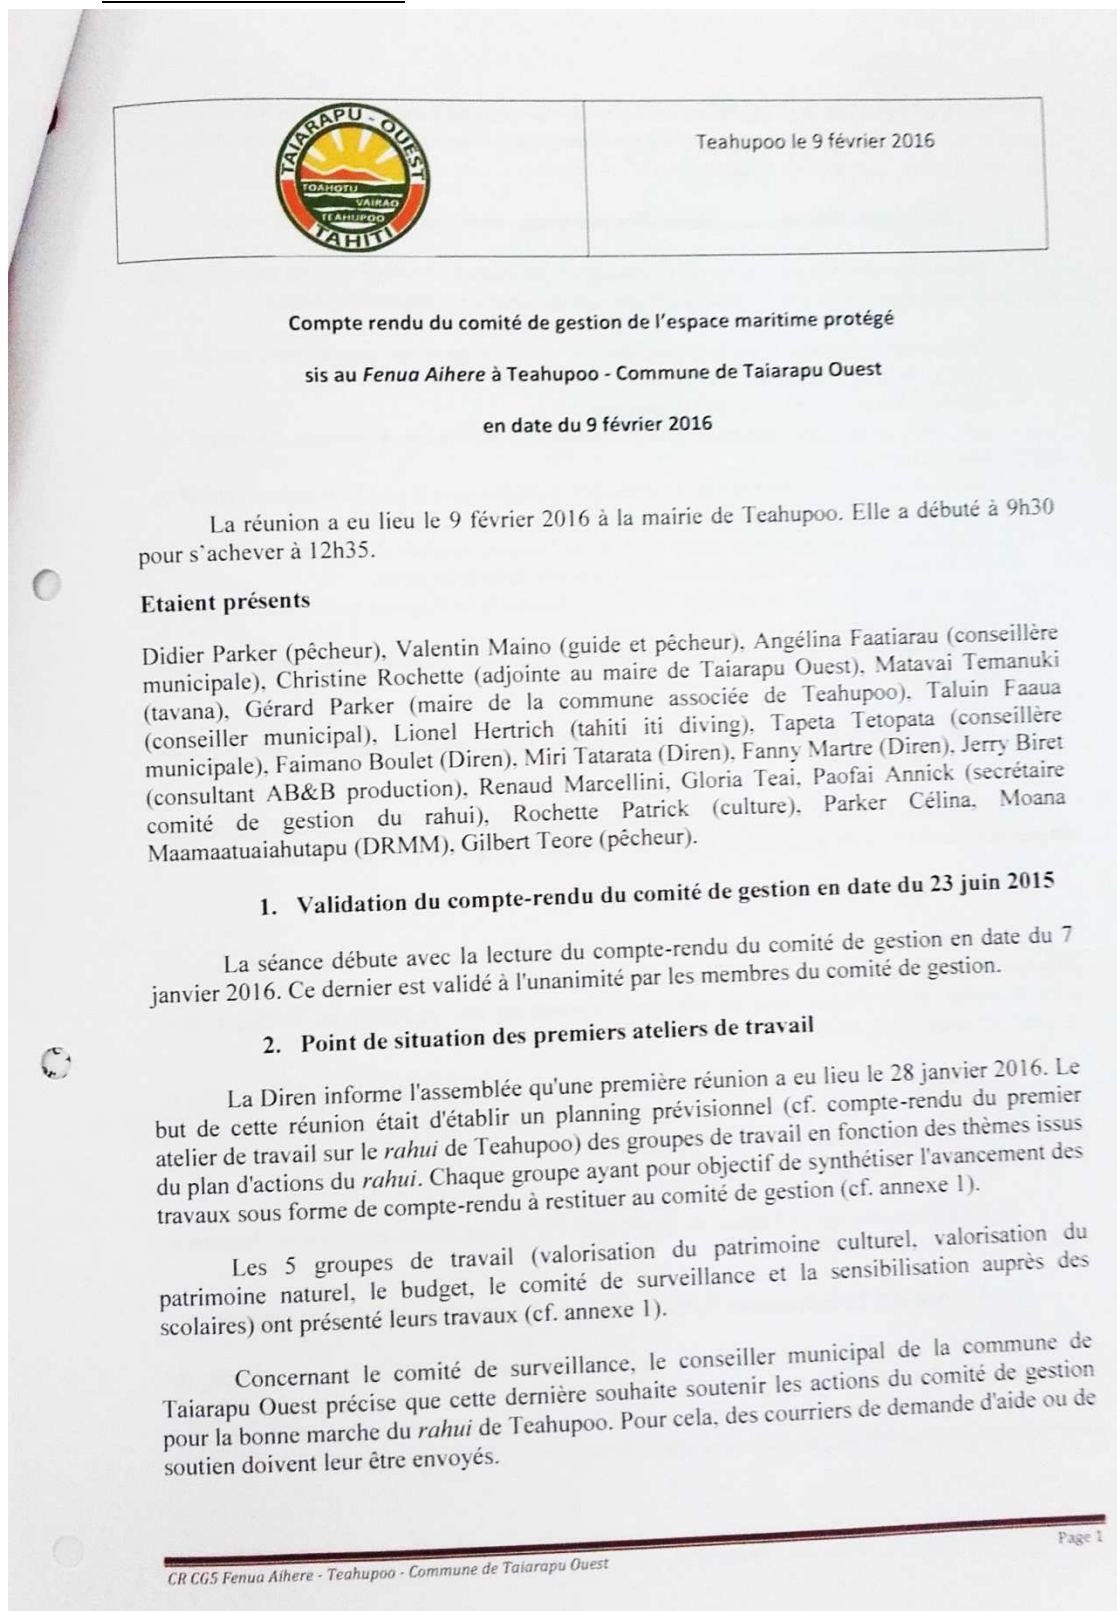 TAIARAPU - OUEST
TOAHOTU
VAIRAO
TEAHUPOO
TAHITI
Teahupoo le 9 février 2016
Compte rendu du comité de gestion de l'espace maritime protégé
sis au Fenua Aihere à Teahupoo - Commune de Taiarapu Ouest
en date du 9 février 2016
La réunion a eu lieu le 9 février 2016 à la mairie de Teahupoo. Elle a débuté à 9h30
pour s'achever à 12h35.
Etaient présents
Didier Parker (pêcheur), Valentin Maino (guide et pêcheur), Angélina Faatiarau (conseillère
municipale), Christine Rochette (adjointe au maire de Taiarapu Ouest), Matavai Temanuki
(tavana), Gérard Parker (maire de la commune associée de Teahupoo), Taluin Faaua
(conseiller municipal), Lionel Hertrich (tahiti iti diving), Tapeta Tetopata (conseillère
municipale), Faimano Boulet (Diren), Miri Tatarata (Diren), Fanny Martre (Diren), Jerry Biret
(consultant AB&B production), Renaud Marcellini, Gloria Teai, Paofai Annick (secrétaire
comité de gestion du rahui), Rochette Patrick (culture), Parker Célina, Moana
Maamaatuaiahutapu (DRMM), Gilbert Teore (pêcheur).
1. Validation du compte-rendu du comité de gestion en date du 23 juin 2015
La séance débute avec la lecture du compte-rendu du comité de gestion en date du 7
janvier 2016. Ce dernier est validé à l'unanimité par les membres du comité de gestion.
2. Point de situation des premiers ateliers de travail
La Diren informe l'assemblée qu'une première réunion a eu lieu le 28 janvier 2016. Le
but de cette réunion était d'établir un planning prévisionnel (cf. compte-rendu du premier
atelier de travail sur le rahui de Teahupoo) des groupes de travail en fonction des thèmes issus
du plan d'actions du rahui. Chaque groupe ayant pour objectif de synthétiser l'avancement des
travaux sous forme de compte-rendu à restituer au comité de gestion (cf. annexe 1).
Les 5 groupes de travail (valorisation du patrimoine culturel, valorisation du
patrimoine naturel, le budget, le comité de surveillance et la sensibilisation auprès des
scolaires) ont présenté leurs travaux (cf. annexe 1).
Concernant le comité de surveillance, le conseiller municipal de la commune de
Taiarapu Ouest précise que cette dernière souhaite soutenir les actions du comité de gestion
pour la bonne marche du rahui de Teahupoo. Pour cela, des courriers de demande d'aide ou de
soutien doivent leur être envoyés.
Page 1
CR CG5 Fenua Aihere - Teahupoo - Commune de Taiarapu Ouest